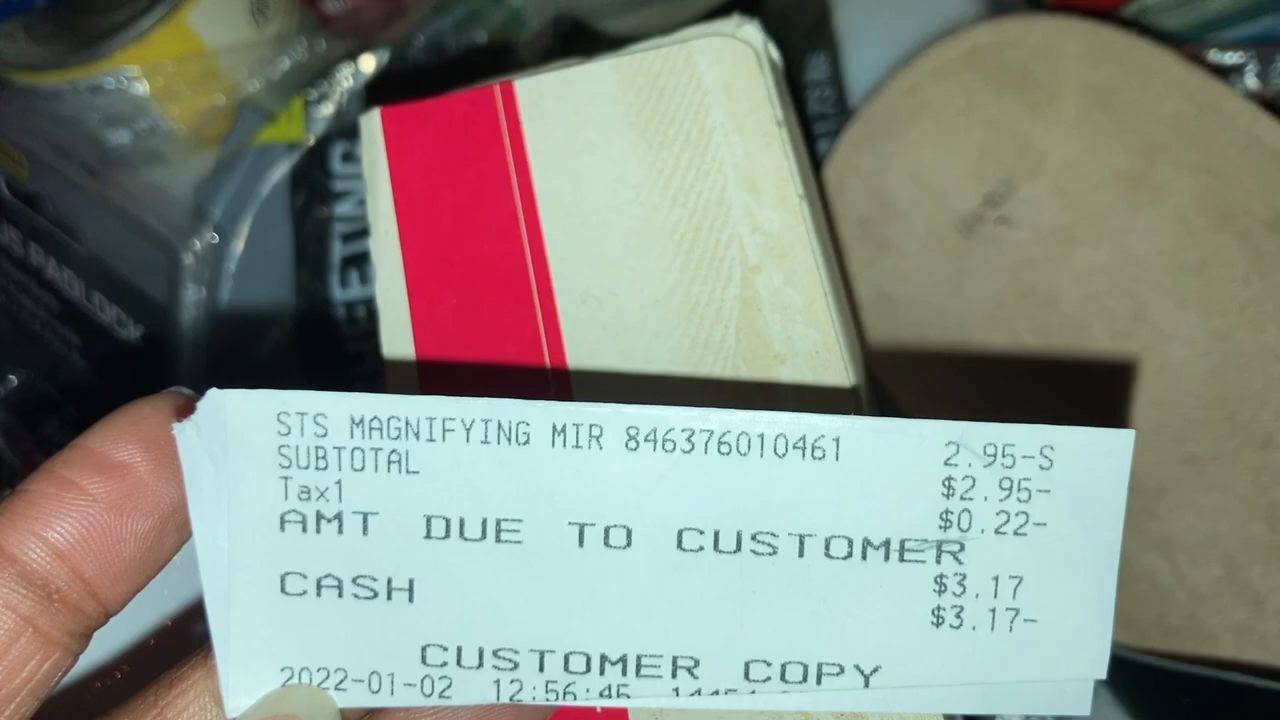 STS MAGNIFYING MIR 846376010461 2.95-S
SUBTOTAL $2.95-
Tax1 $0.22-
AMT DUE TO CUSTOMER
$3.17
CASH $3.17-
CUSTOMER COPY
2022-01-02 12:56:45
PADLOCK